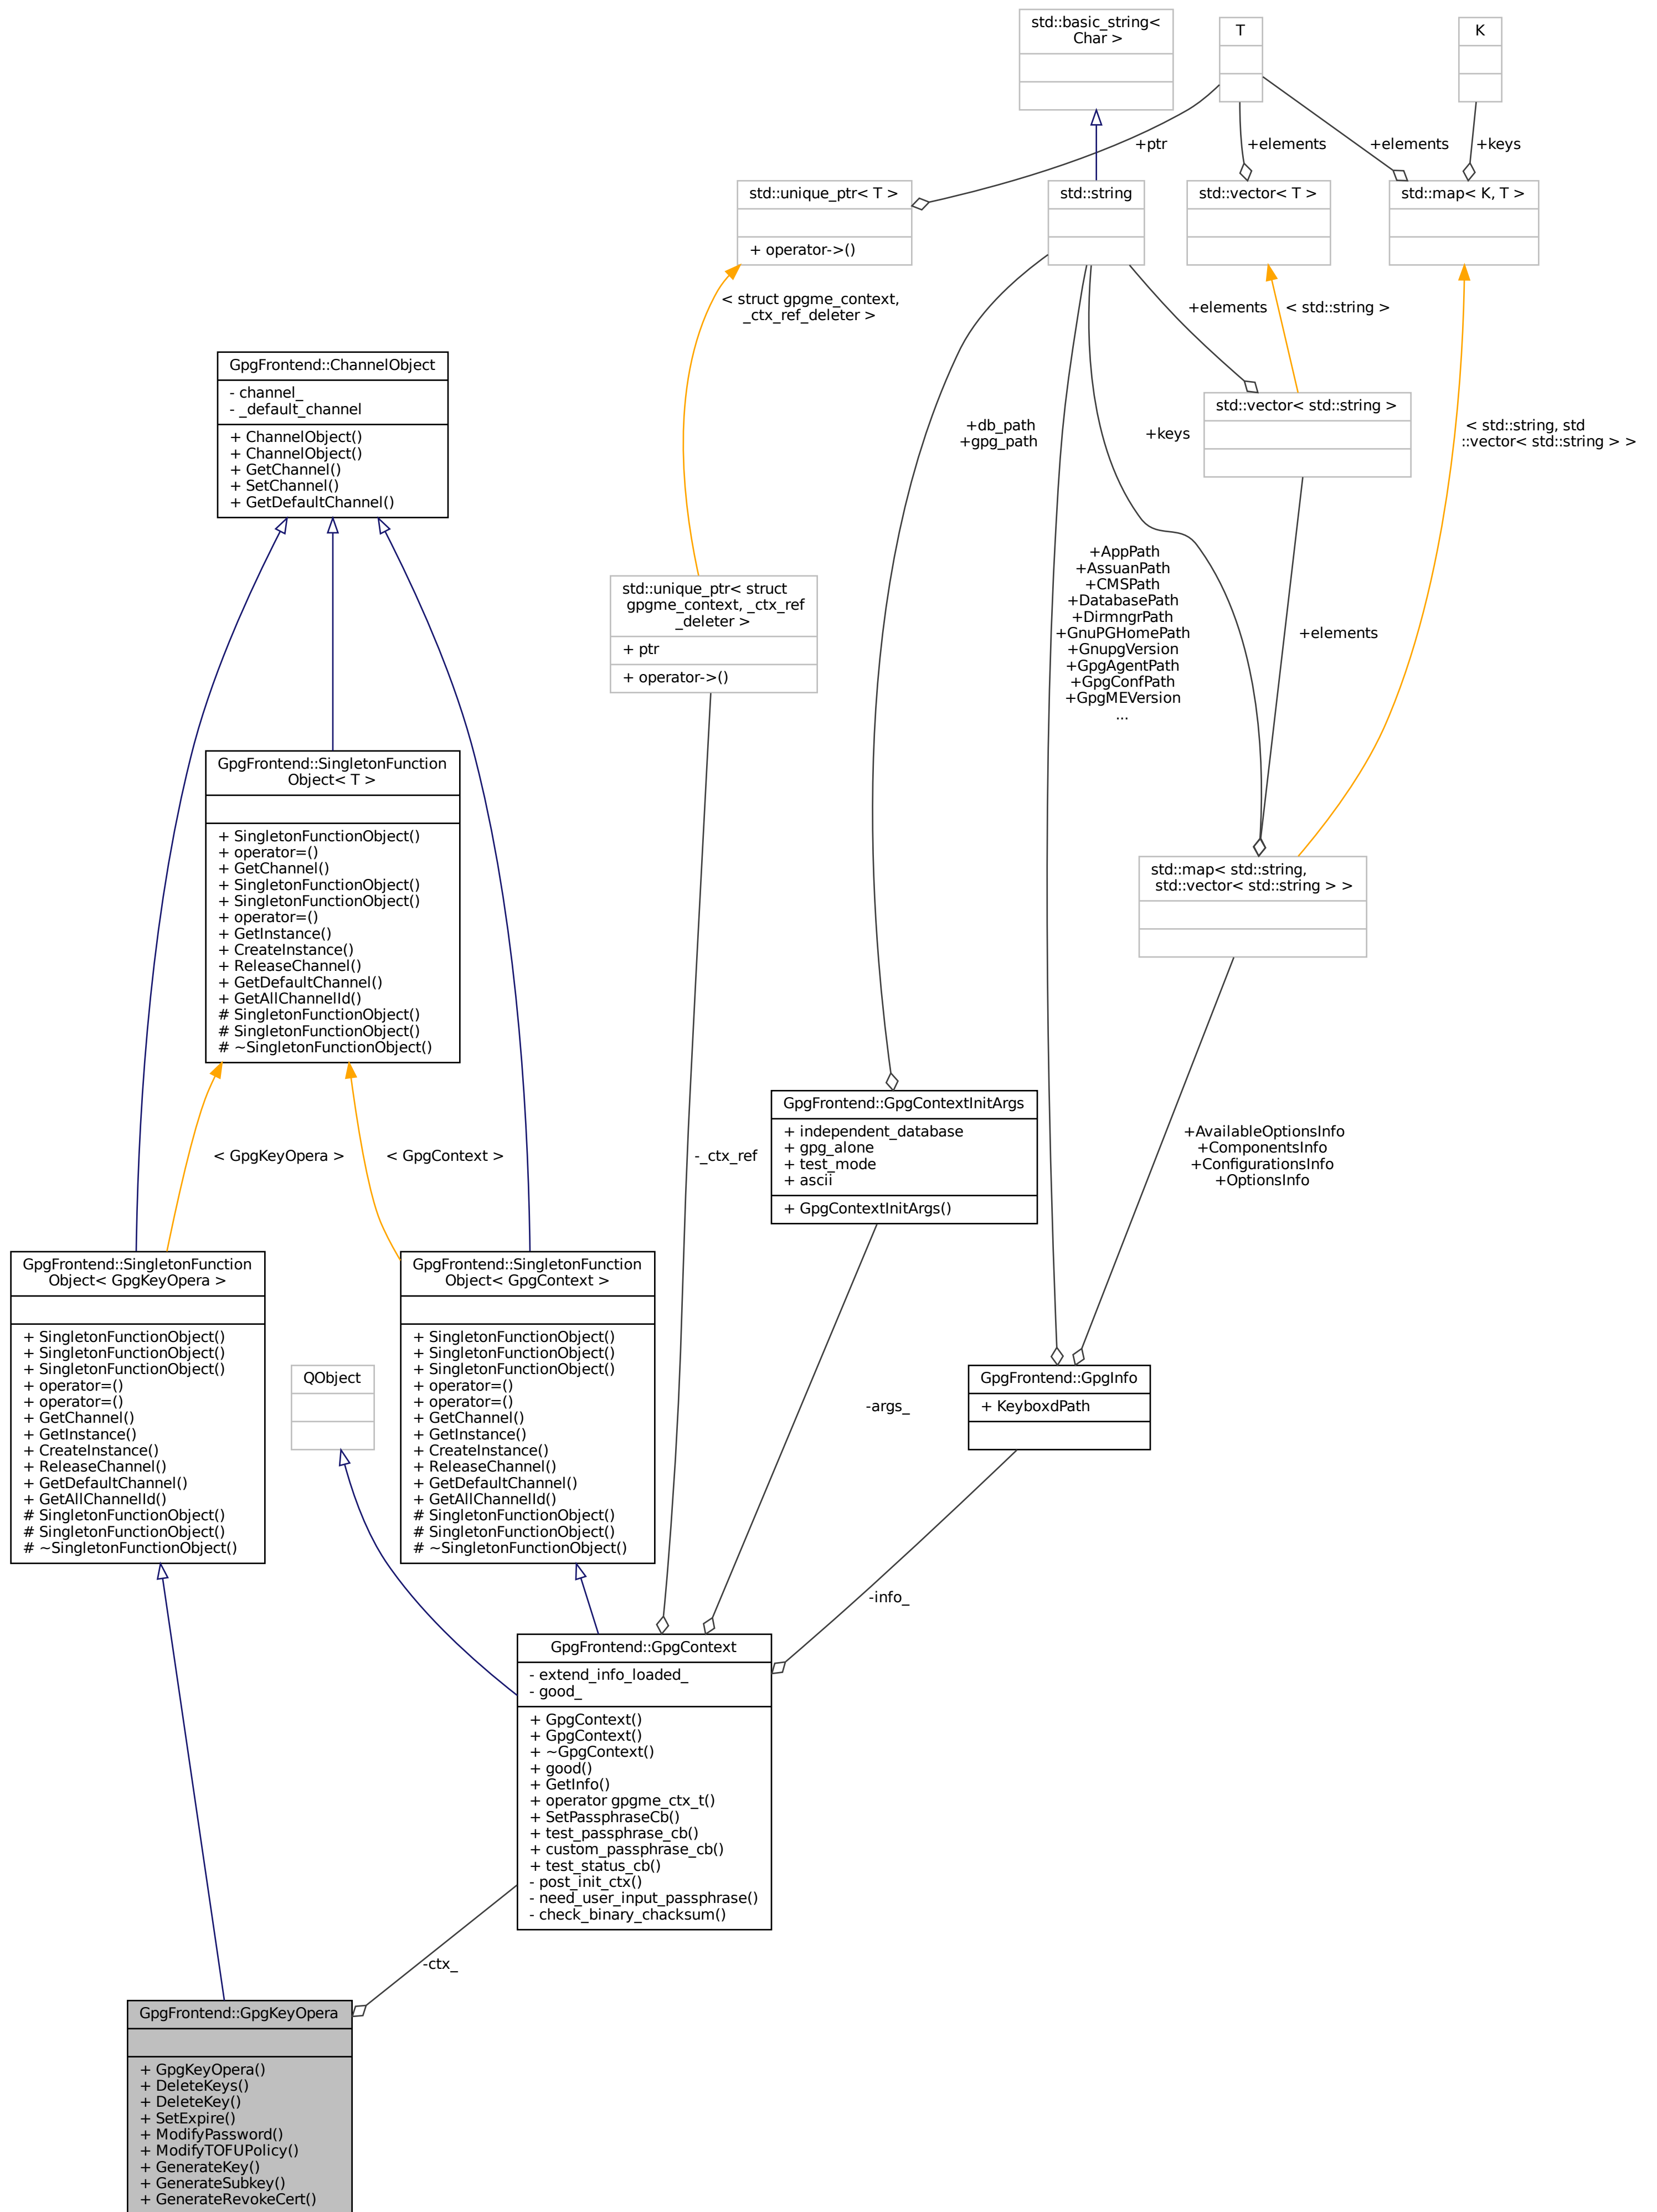 std::basic_string<
Char >
T
K
+ptr
+elements
+elements
+keys
std::unique_ptr< T >
+ operator->()
std::string
std::vector< T >
std::map< K, T >
< struct gpgme_context,
_ctx_ref_deleter >
+elements
< std::string >
GpgFrontend::ChannelObject
- channel_
- _default_channel
+ ChannelObject()
+ ChannelObject()
+ GetChannel()
+ SetChannel()
+ GetDefaultChannel()
+db_path
+gpg_path
+keys
std::vector< std::string >
< std::string, std
::vector< std::string > >
std::unique_ptr< struct
gpgme_context, _ctx_ref
_deleter >
+ ptr
+ operator->()
+AppPath
+AssuanPath
+CMSPath
+DatabasePath
+DirmngrPath
+GnuPGHomePath
+GnupgVersion
+GpgAgentPath
+GpgConfPath
+GpgMEVersion
...
+elements
GpgFrontend::SingletonFunction
Object< T >
+ SingletonFunctionObject()
+ operator=()
+ GetChannel()
+ SingletonFunctionObject()
+ SingletonFunctionObject()
+ operator=()
+ GetInstance()
+ CreateInstance()
+ ReleaseChannel()
+ GetDefaultChannel()
+ GetAllChannelId()
# SingletonFunctionObject()
# SingletonFunctionObject()
# ~SingletonFunctionObject()
std::map< std::string,
std::vector< std::string > >
< GpgKeyOpera >
< GpgContext >
-_ctx_ref
GpgFrontend::GpgContextInitArgs
+ independent_database
+ gpg_alone
+ test_mode
+ ascii
+ GpgContextInitArgs()
+AvailableOptionsInfo
+ComponentsInfo
+ConfigurationsInfo
+OptionsInfo
GpgFrontend::SingletonFunction
Object< GpgKeyOpera >
+ SingletonFunctionObject()
+ SingletonFunctionObject()
+ SingletonFunctionObject()
+ operator=()
+ operator=()
+ GetChannel()
+ GetInstance()
+ CreateInstance()
+ ReleaseChannel()
+ GetDefaultChannel()
+ GetAllChannelId()
# SingletonFunctionObject()
# SingletonFunctionObject()
# ~SingletonFunctionObject()
QObject
GpgFrontend::SingletonFunction
Object< GpgContext >
+ SingletonFunctionObject()
+ SingletonFunctionObject()
+ SingletonFunctionObject()
+ operator=()
+ operator=()
+ GetChannel()
+ GetInstance()
+ CreateInstance()
+ ReleaseChannel()
+ GetDefaultChannel()
+ GetAllChannelId()
# SingletonFunctionObject()
# SingletonFunctionObject()
# ~SingletonFunctionObject()
-args_
GpgFrontend::GpgInfo
+ KeyboxdPath
-info_
GpgFrontend::GpgContext
- extend_info_loaded_
- good_
+ GpgContext()
+ GpgContext()
+ ~GpgContext()
+ good()
+ GetInfo()
+ operator gpgme_ctx_t()
+ SetPassphraseCb()
+ test_passphrase_cb()
+ custom_passphrase_cb()
+ test_status_cb()
- post_init_ctx()
- need_user_input_passphrase()
- check_binary_chacksum()
-ctx_
GpgFrontend::GpgKeyOpera
+ GpgKeyOpera()
+ DeleteKeys()
+ DeleteKey()
+ SetExpire()
+ ModifyPassword()
+ ModifyTOFUPolicy()
+ GenerateKey()
+ GenerateSubkey()
+ GenerateRevokeCert()